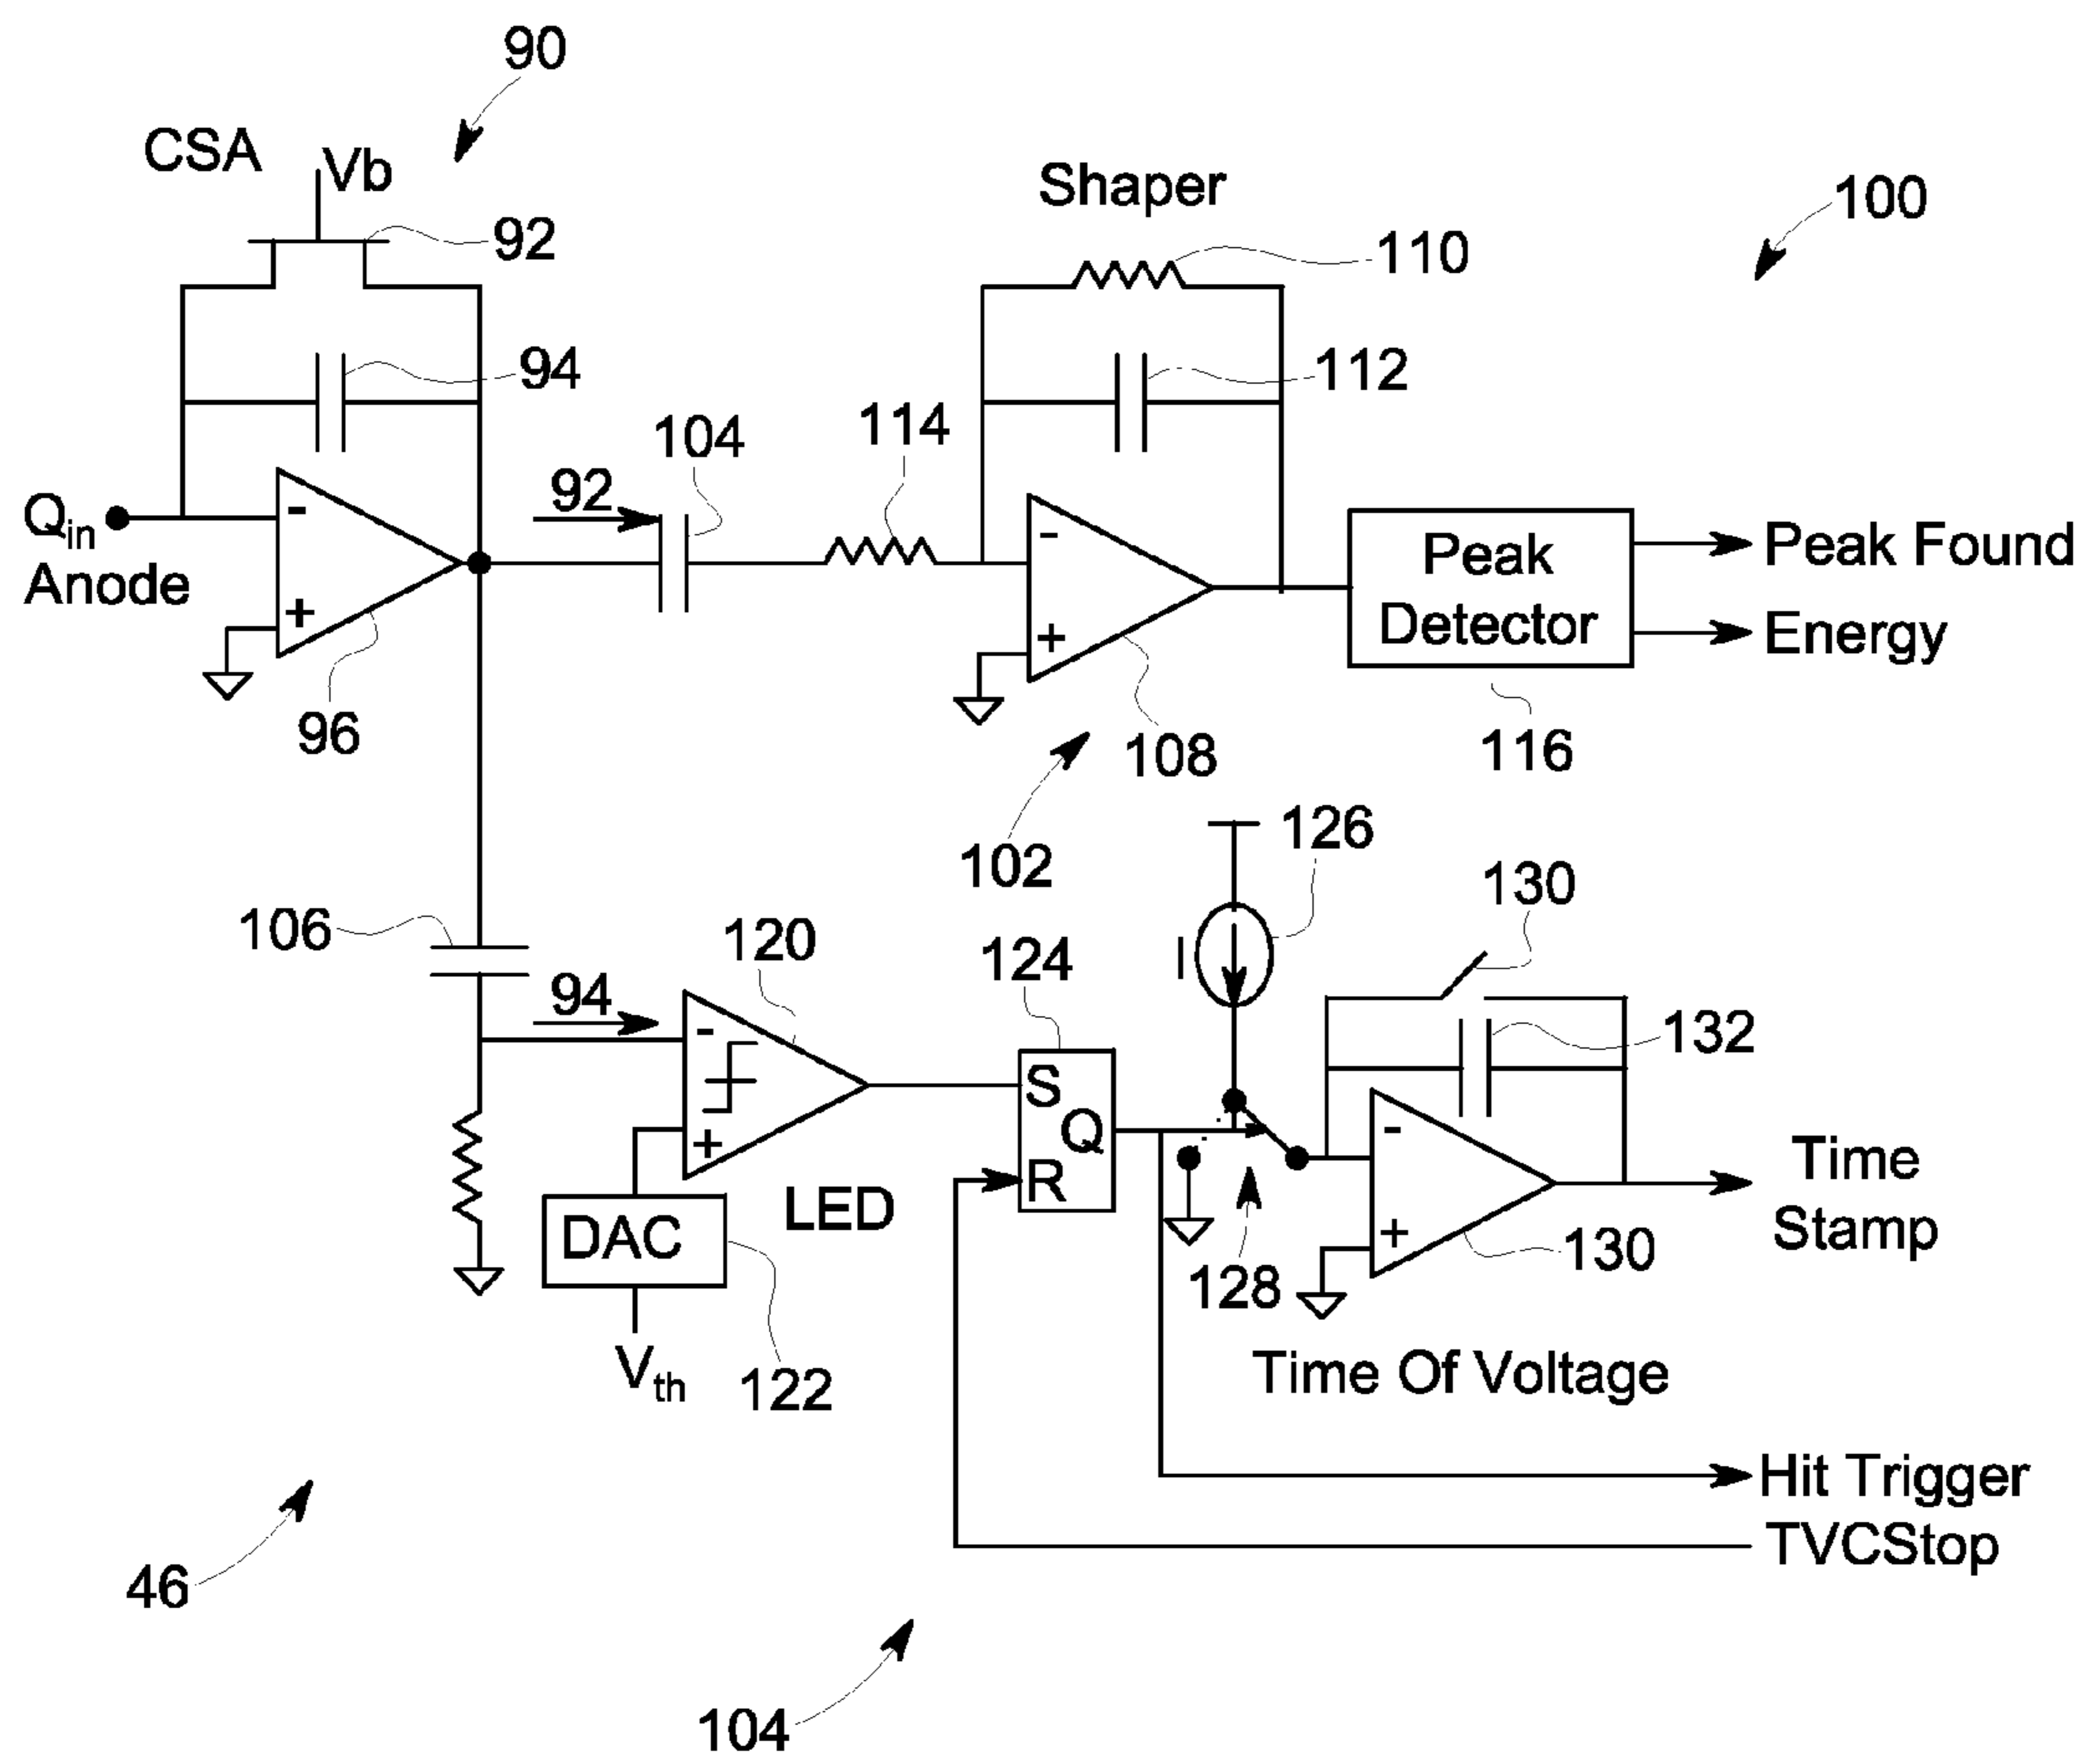 90
CSA
Vb
92
Shaper
100
110
94
112
104
114
92
Qin
Anode
-
+
96
-
+
108
Peak
Detector
Peak Found
Energy
116
102
126
130
106
120
124
I
132
94
-
+
S
Q
R
-
+
Time
Stamp
LED
DAC
128
130
Vth
122
Time Of Voltage
Hit Trigger
TVCStop
46
104